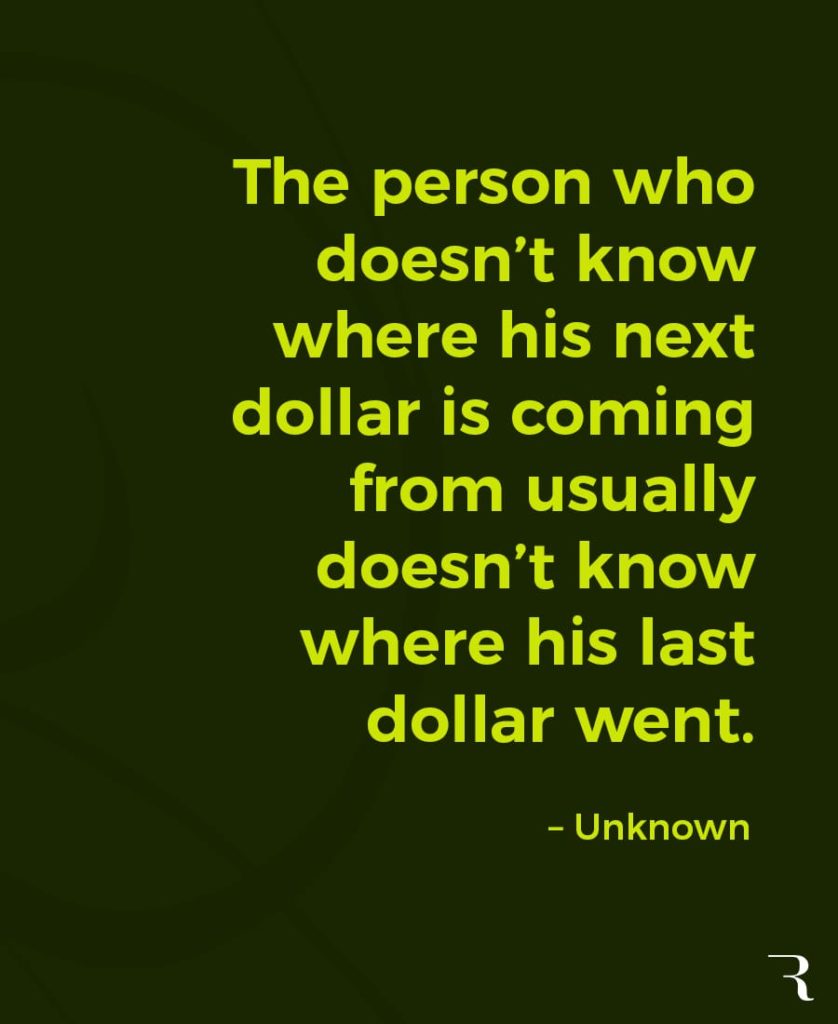 The person who
doesn’t know
where his next
dollar is coming
from usually
doesn’t know
where his last
dollar went.
– Unknown
R